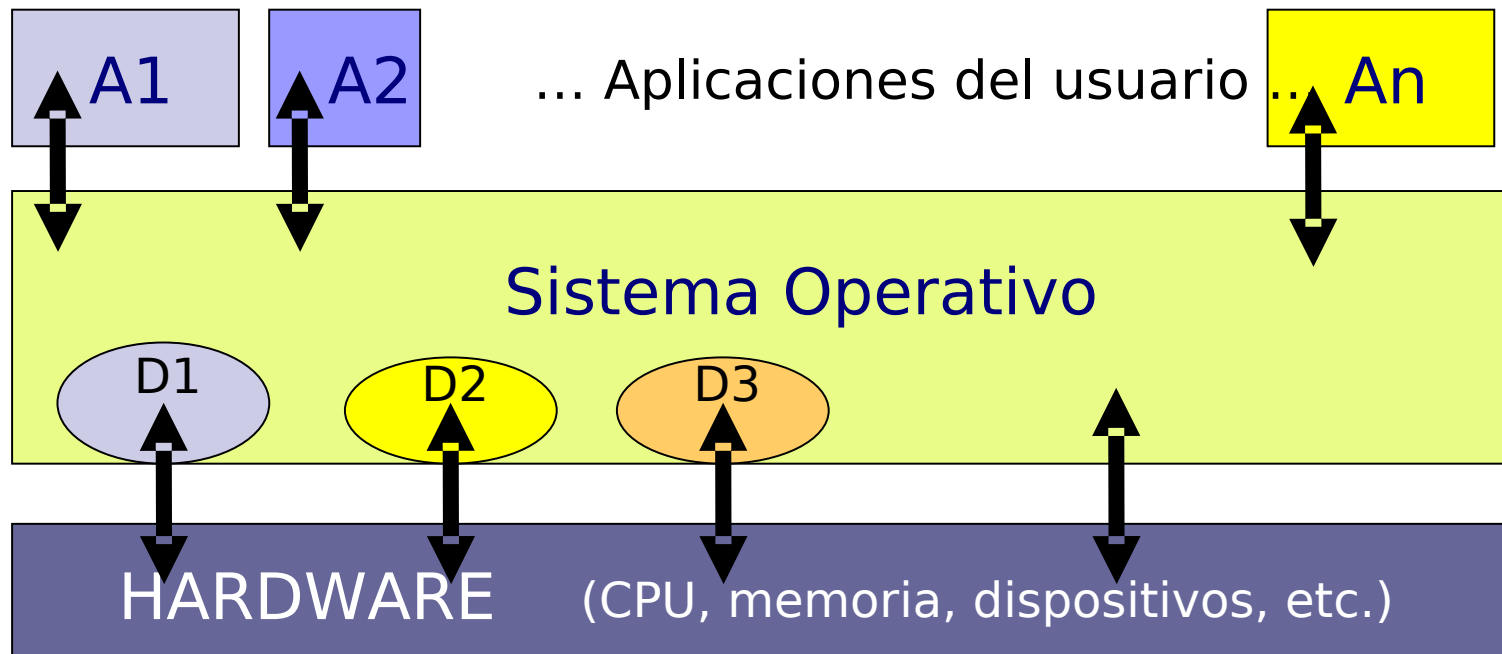 A1 A2 ... Aplicaciones del usuario ... An
Sistema Operativo
D1 D2 D3
HARDWARE (CPU, memoria, dispositivos, etc.)